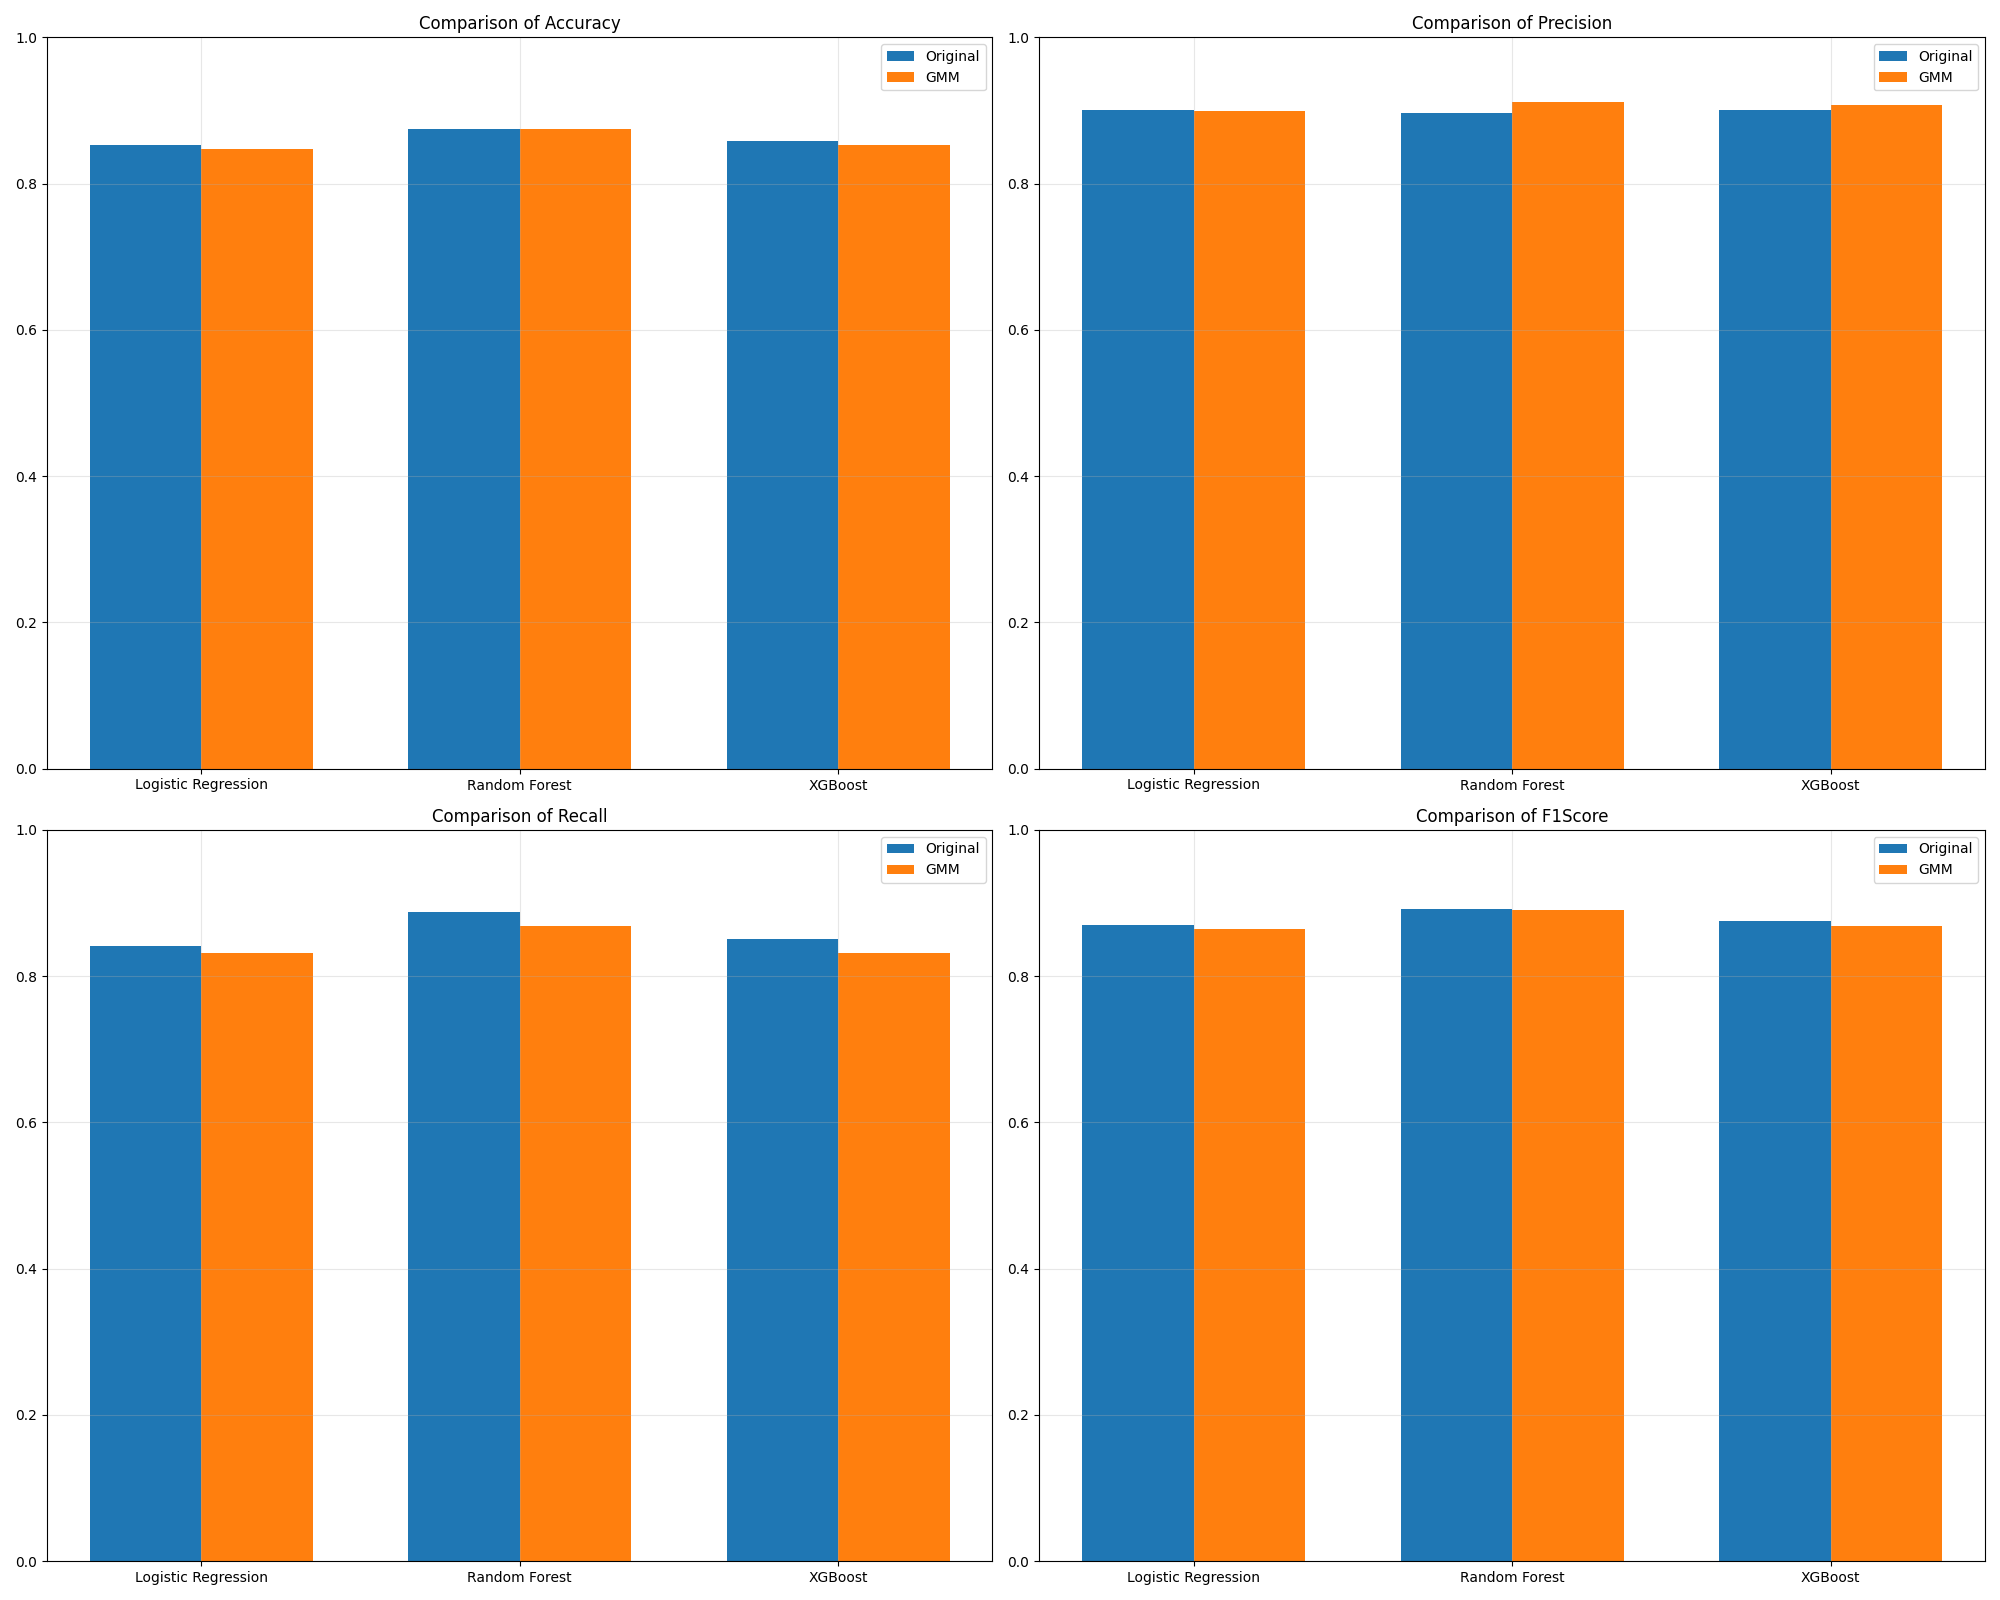 Comparison of Accuracy
1.0
0.8
0.6
0.4
0.2
0.0
Original
GMM
Logistic Regression
Random Forest
XGBoost
Comparison of Precision
1.0
0.8
0.6
0.4
0.2
0.0
Original
GMM
Logistic Regression
Random Forest
XGBoost
Comparison of Recall
1.0
0.8
0.6
0.4
0.2
0.0
Original
GMM
Logistic Regression
Random Forest
XGBoost
Comparison of F1Score
1.0
0.8
0.6
0.4
0.2
0.0
Original
GMM
Logistic Regression
Random Forest
XGBoost